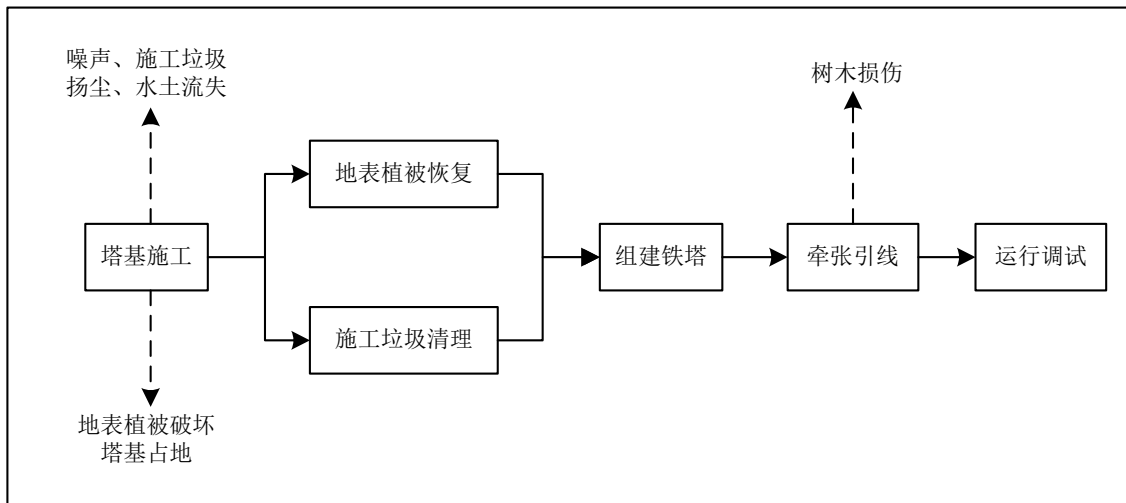 噪声、施工垃圾
扬尘、水土流失
树木损伤
地表植被恢复
塔基施工
组建铁塔
牵张引线
运行调试
施工垃圾清理
地表植被破坏
塔基占地